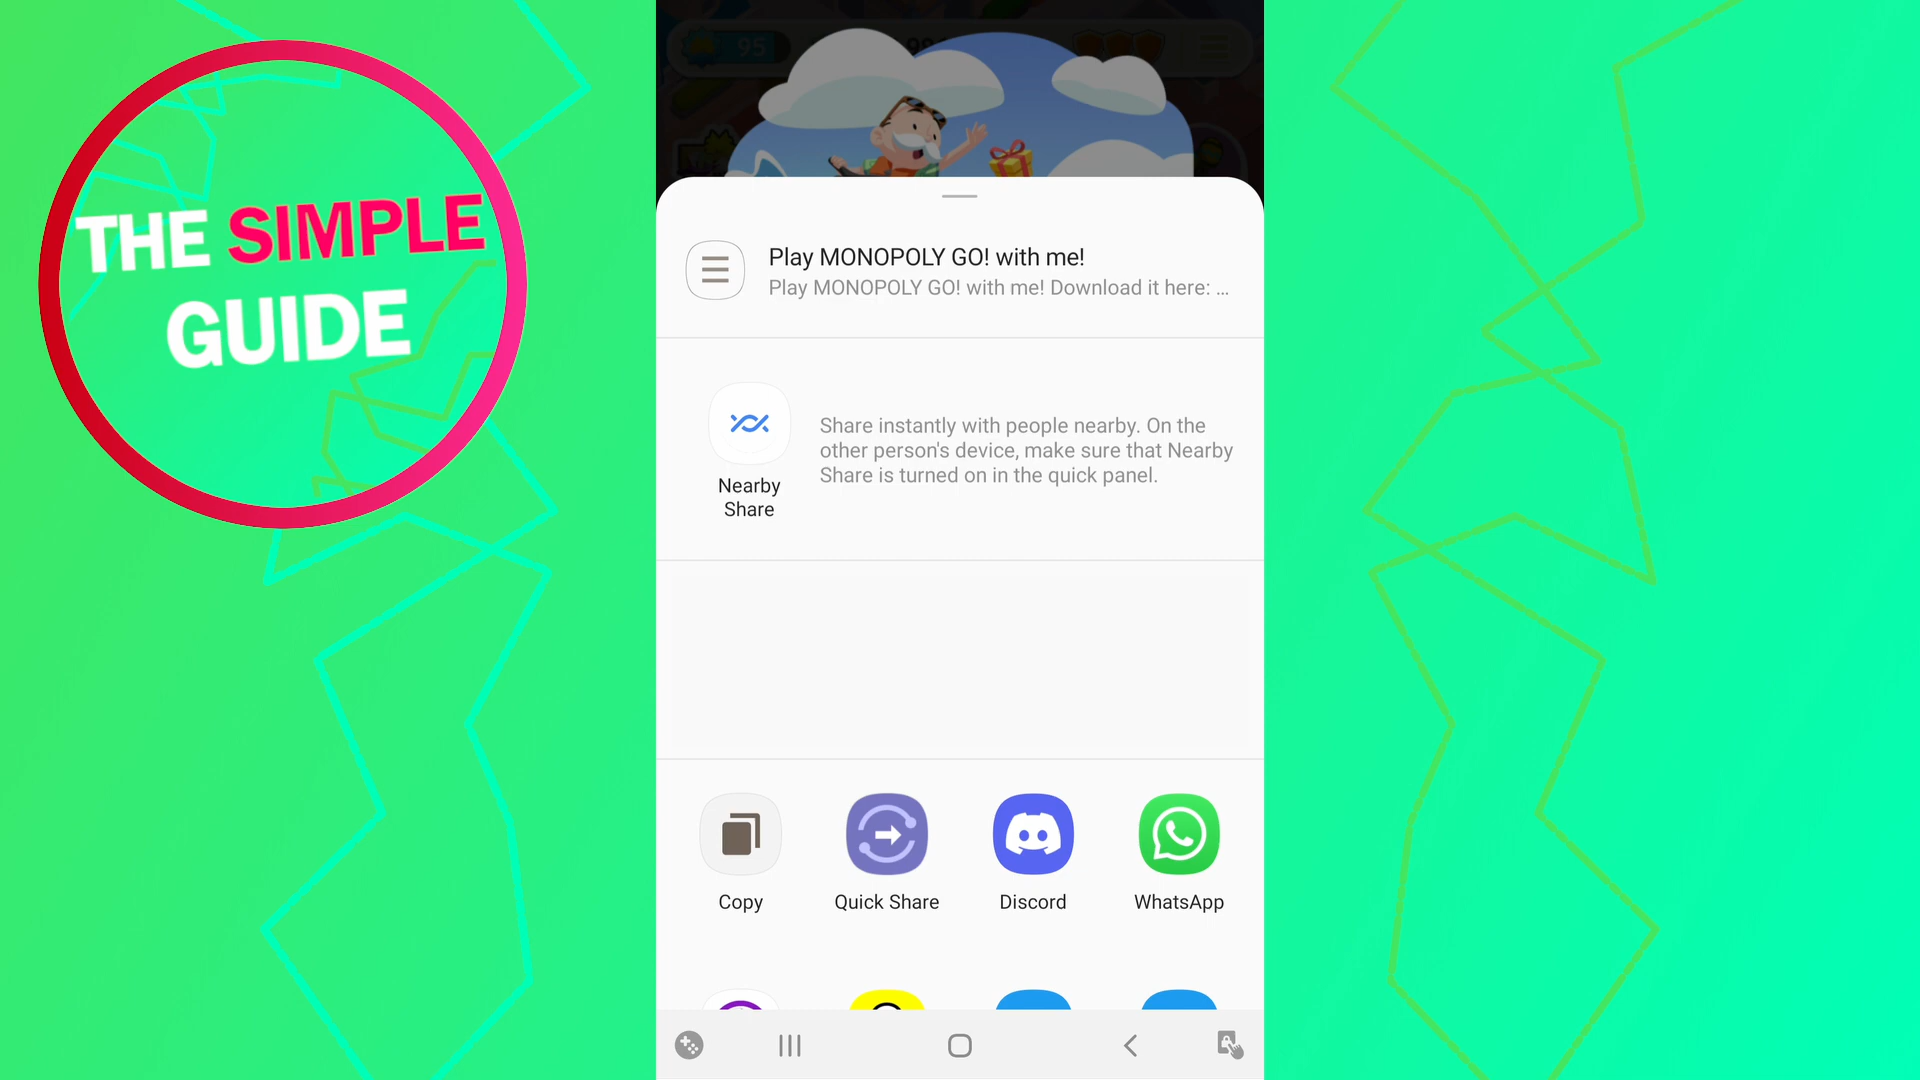 THE SIMPLE
GUIDE
95
Play MONOPOLY GO! with me!
Play MONOPOLY GO! with me! Download it here: ...
Nearby
Share
Share instantly with people nearby. On the
other person's device, make sure that Nearby
Share is turned on in the quick panel.
Copy
Quick Share
Discord
WhatsApp